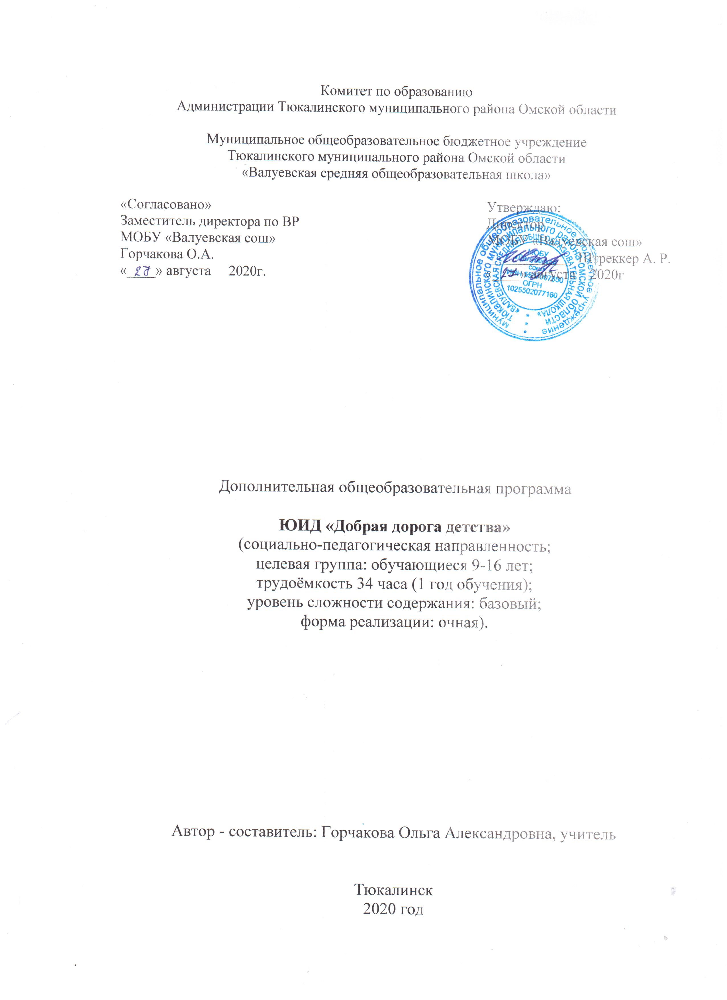 Комитет по образованию
Администрации Тюкалинского муниципального района Омской области
Муниципальное общеобразовательное бюджетное учреждение
Тюкалинского муниципального района Омской области
«Валуевская средняя общеобразовательная школа»
«Согласовано»
Заместитель директора по ВР
МОБУ «Валуевская сош»
Горчакова О.А.
«27» августа 2020г.
Утверждаю:
Директор
МОБУ «Валуевская сош»
Штреккер А. Р.
«27» августа 2020г
Муниципальное общеобразовательное бюджетное учреждение
Тюкалинского муниципального района Омской области
«ВАЛУЕВСКАЯ СРЕДНЯЯ ОБЩЕОБРАЗОВАТЕЛЬНАЯ ШКОЛА»
МОБУ
«Валуевская
сош»
ИНН
ОГРН
1025502077160
Дополнительная общеобразовательная программа
ЮИД «Добрая дорога детства»
(социально-педагогическая направленность;
целевая группа: обучающиеся 9-16 лет;
трудоёмкость 34 часа (1 год обучения);
уровень сложности содержания: базовый;
форма реализации: очная).
Автор - составитель: Горчакова Ольга Александровна, учитель
Тюкалинск
2020 год